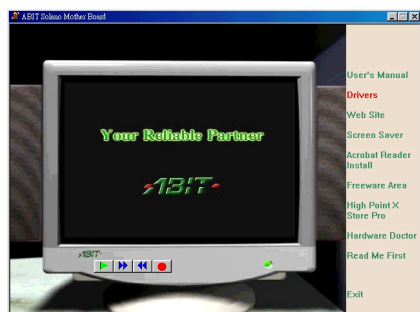 ABIT Solano Mother Board
User's Manual
Drivers
Web Site
Screen Saver
Acrobat Reader
Install
Freeware Area
High Point X
Store Pro
Hardware Doctor
Read Me First
Exit
Your Reliable Partner
ABIT
ABIT